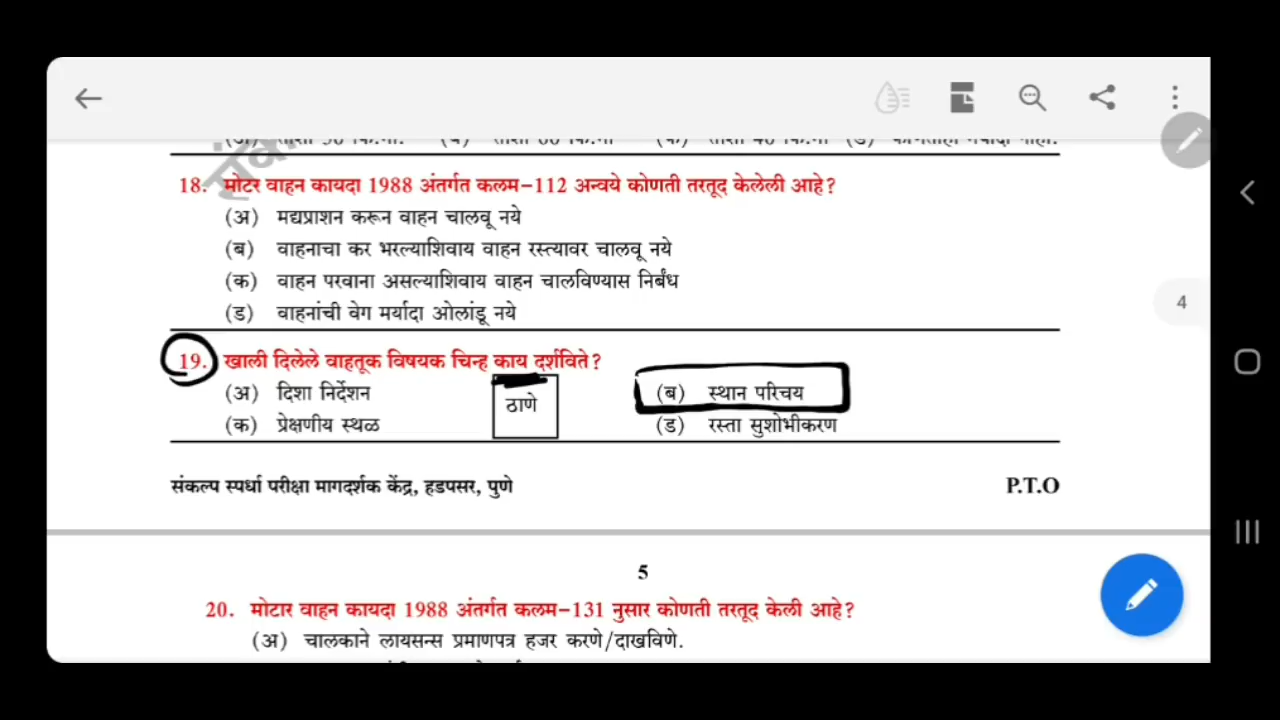 18. मोटर वाहन कायदा 1988 अंतर्गत कलम-112 अन्वये कोणती तरतूद केलेली आहे?
(अ) मद्यप्राशन करून वाहन चालवू नये
(ब) वाहनाचा कर भरल्याशिवाय वाहन रस्त्यावर चालवू नये
(क) वाहन परवाना असल्याशिवाय वाहन चालविण्यास निर्बंध
(ड) वाहनांची वेग मर्यादा ओलांडू नये
4
19. खाली दिलेले वाहतूक विषयक चिन्ह काय दर्शविते?
(अ) दिशा निर्देशन ठाणे (ब) स्थान परिचय
(क) प्रेक्षणीय स्थळ (ड) रस्ता सुशोभीकरण
संकल्प स्पर्धा परीक्षा मार्गदर्शक केंद्र, हडपसर, पुणे P.T.O
5
20. मोटार वाहन कायदा 1988 अंतर्गत कलम-131 नुसार कोणती तरतूद केली आहे?
(अ) चालकाने लायसन्स प्रमाणपत्र हजर करणे/दाखविणे.